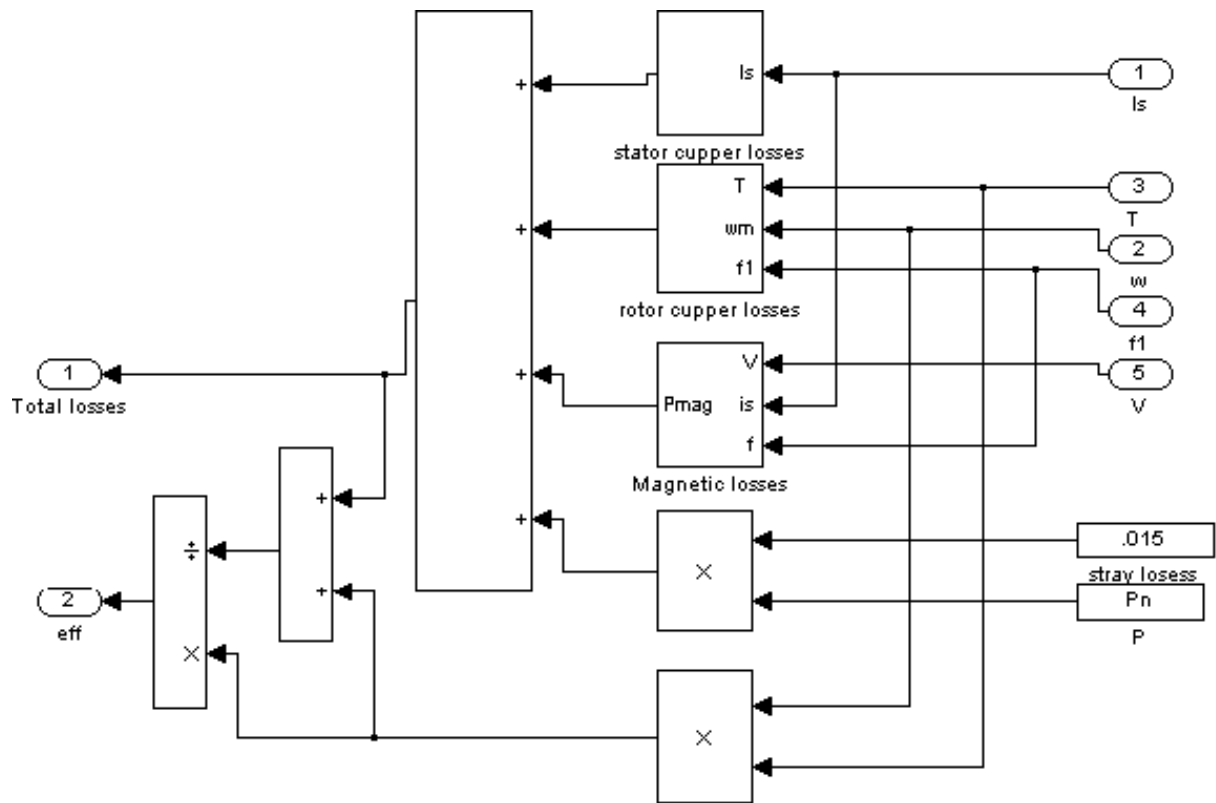 +
Is
1
Is
stator cupper losses
+
T
wm
f1
rotor cupper losses
3
T
2
w
4
f1
5
V
+
V
Pmag
is
f
Magnetic losses
1
Total losses
+
×
.015
stray losess
Pn
P
+
+
÷
×
2
eff
×